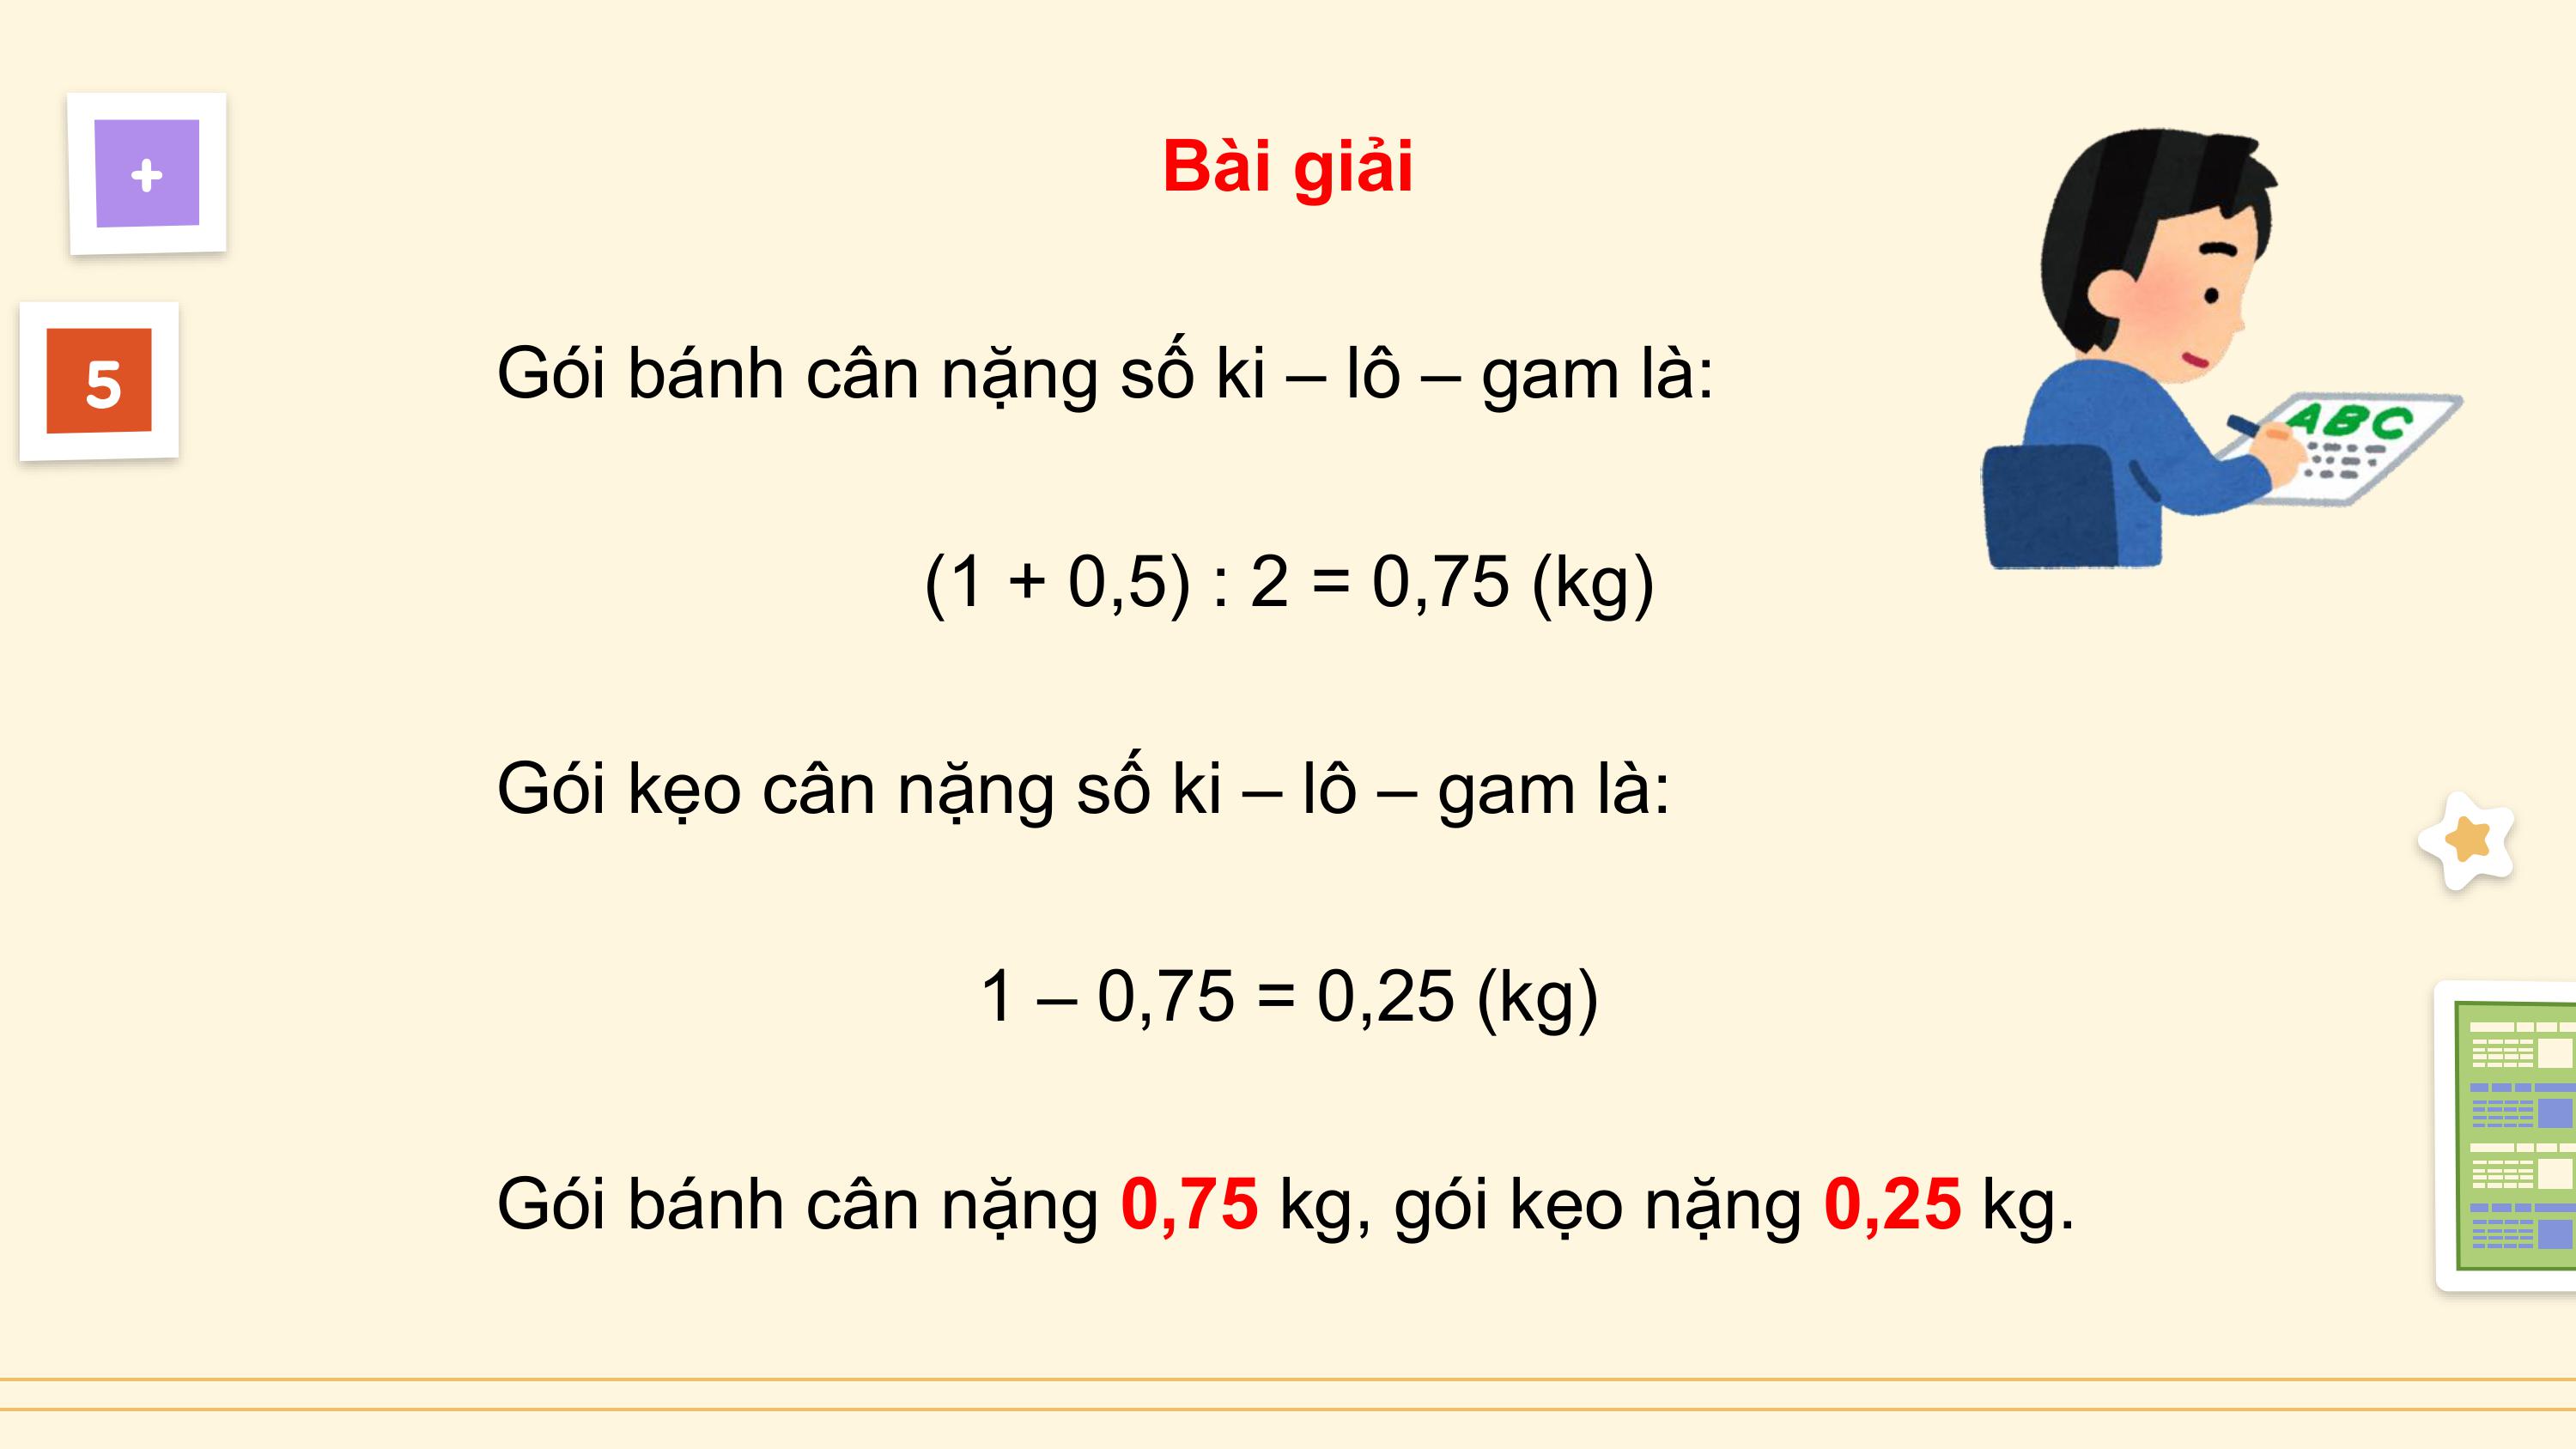 +
Bài giải
5
Gói bánh cân nặng số ki – lô – gam là:
ABC
(1 + 0,5) : 2 = 0,75 (kg)
Gói kẹo cân nặng số ki – lô – gam là:
1 – 0,75 = 0,25 (kg)
Gói bánh cân nặng 0,75 kg, gói kẹo nặng 0,25 kg.